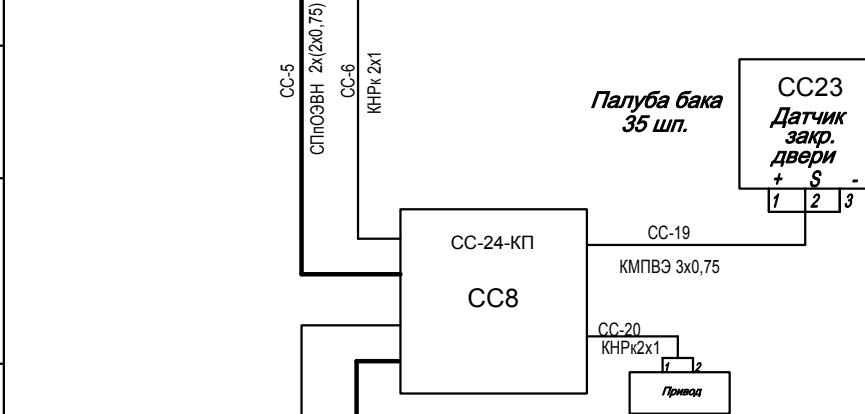 СС-5
СПпОЭВН 2х(2х0,75)
СС-6
КНРк 2х1
Палуба бака
35 шп.
СС23
Датчик
закр.
двери
+ S -
1 2 3
СС-24-КП
СС8
СС-19
КМПВЭ 3х0,75
СС-20
КНРк2х1
1 2
Привод